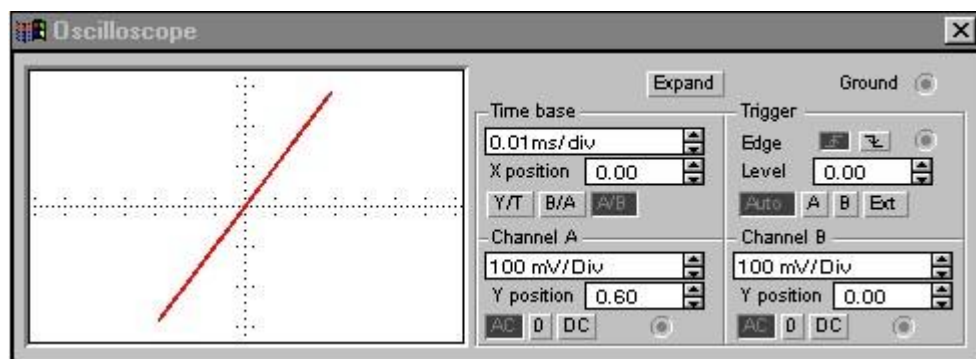 Oscilloscope
Expand
Ground
Time base
0.01ms/div
X position 0.00
Y/T B/A A/B
Trigger
Edge
Level 0.00
Auto A B Ext
Channel A
100 mV/Div
Y position 0.60
AC 0 DC
Channel B
100 mV/Div
Y position 0.00
AC 0 DC